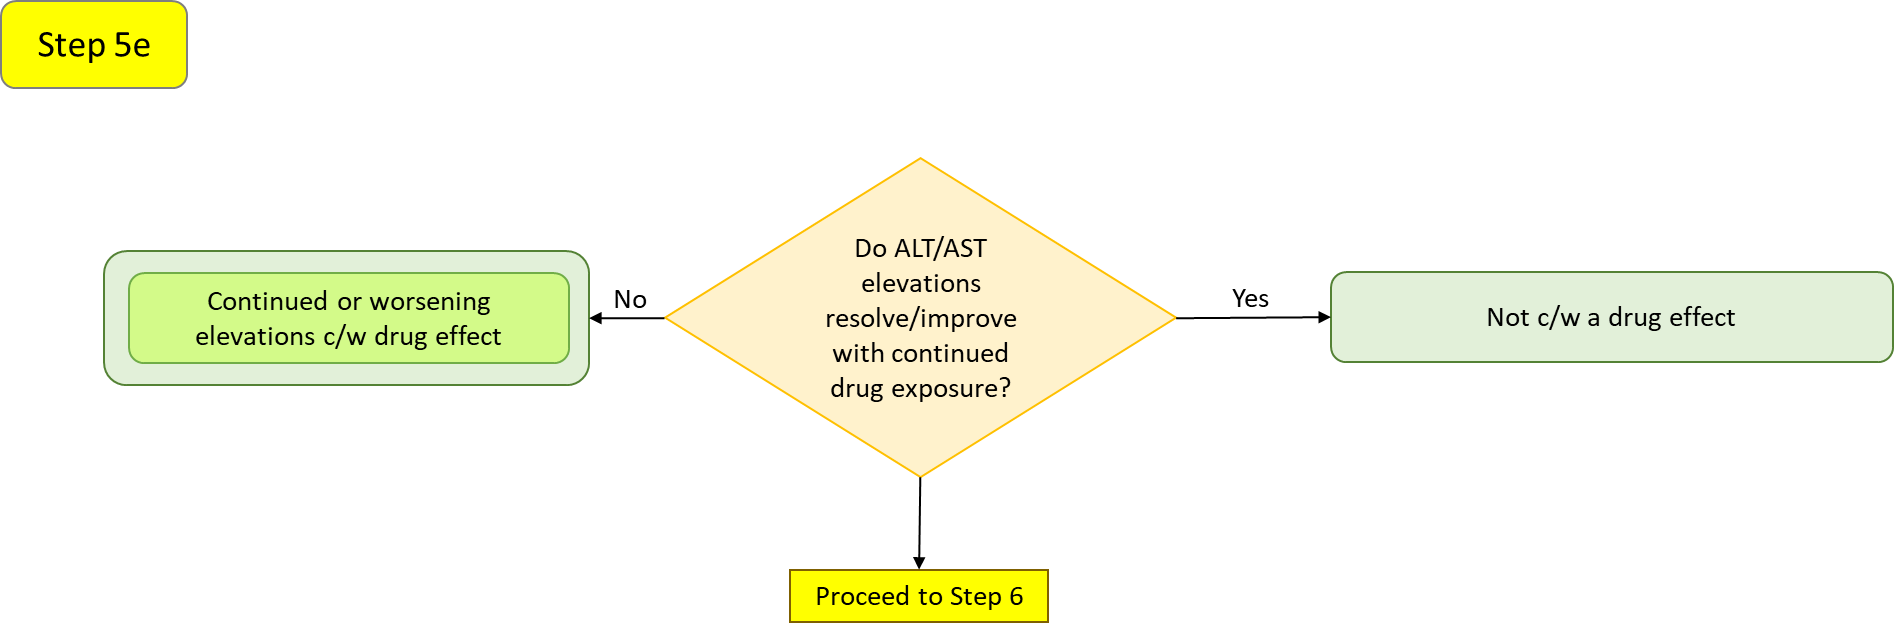 Step 5e
Do ALT/AST
elevations
resolve/improve
with continued
drug exposure?
No
Continued or worsening
elevations c/w drug effect
Yes
Not c/w a drug effect
Proceed to Step 6